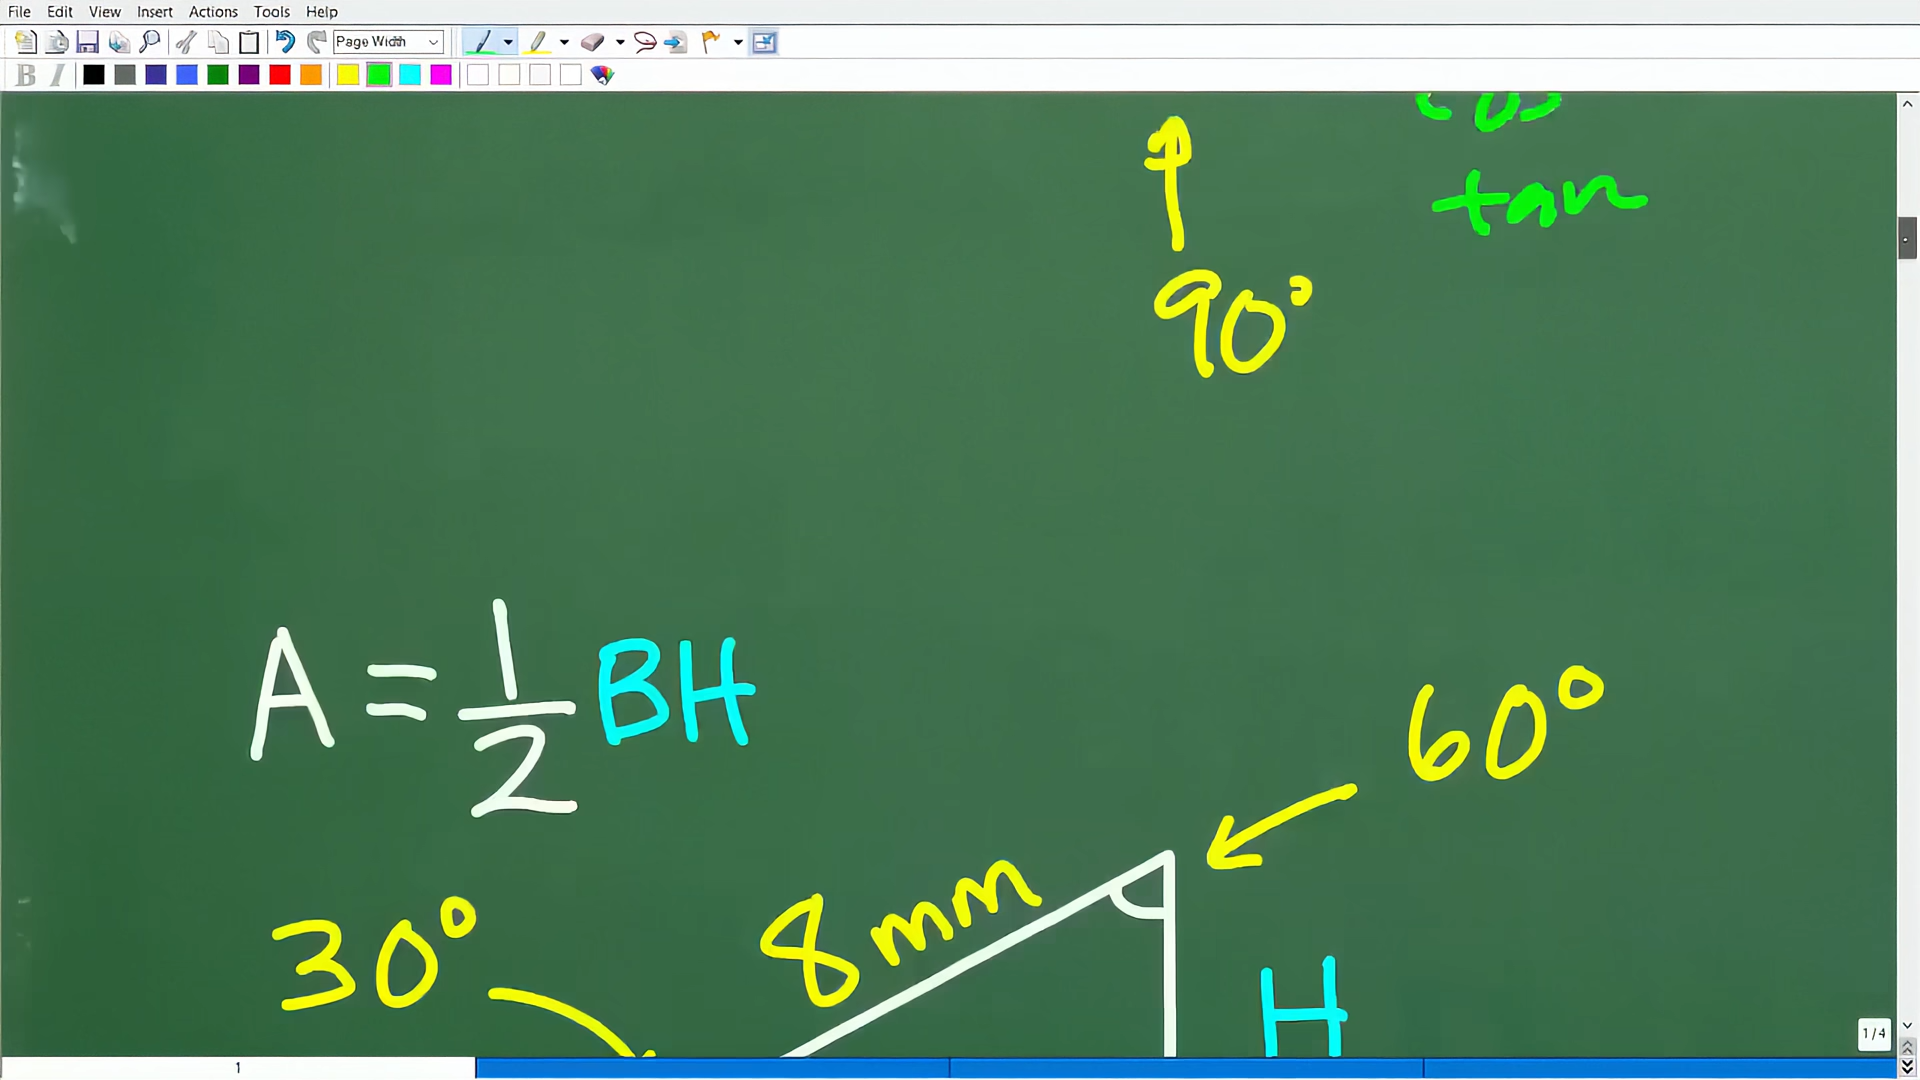 File Edit View Insert Actions Tools Help
Page Width
B I
cos
tan
90°
A = 1/2 BH
60°
30°
8mm
H
1/4
1